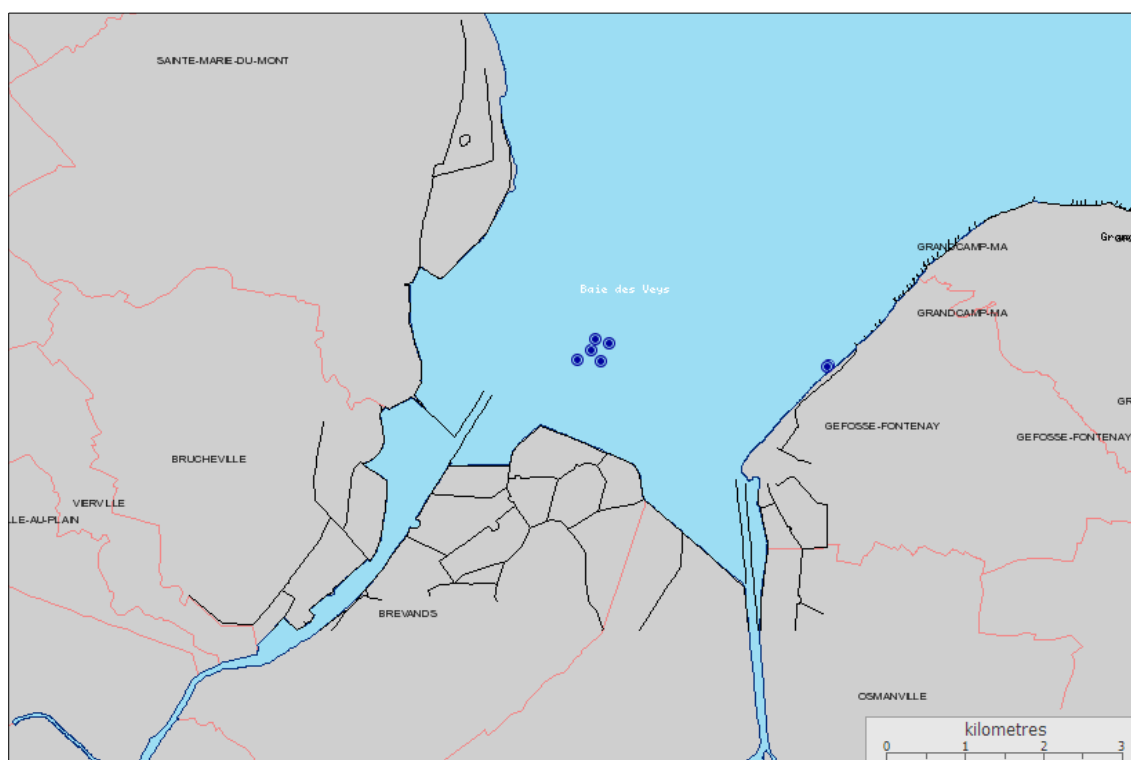 SAINTE-MARIE-DU-MONT
GRANDCAMP-MA
Baie des Veys
GRANDCAMP-MA
GR
GEFOSSE-FONTENAY
GEFOSSE-FONTENAY
BRUCHEVILLE
VIERVILLE
LLE-AU-PLAIN
BREVANDS
OSMANVILLE
kilometres
0 1 2 3